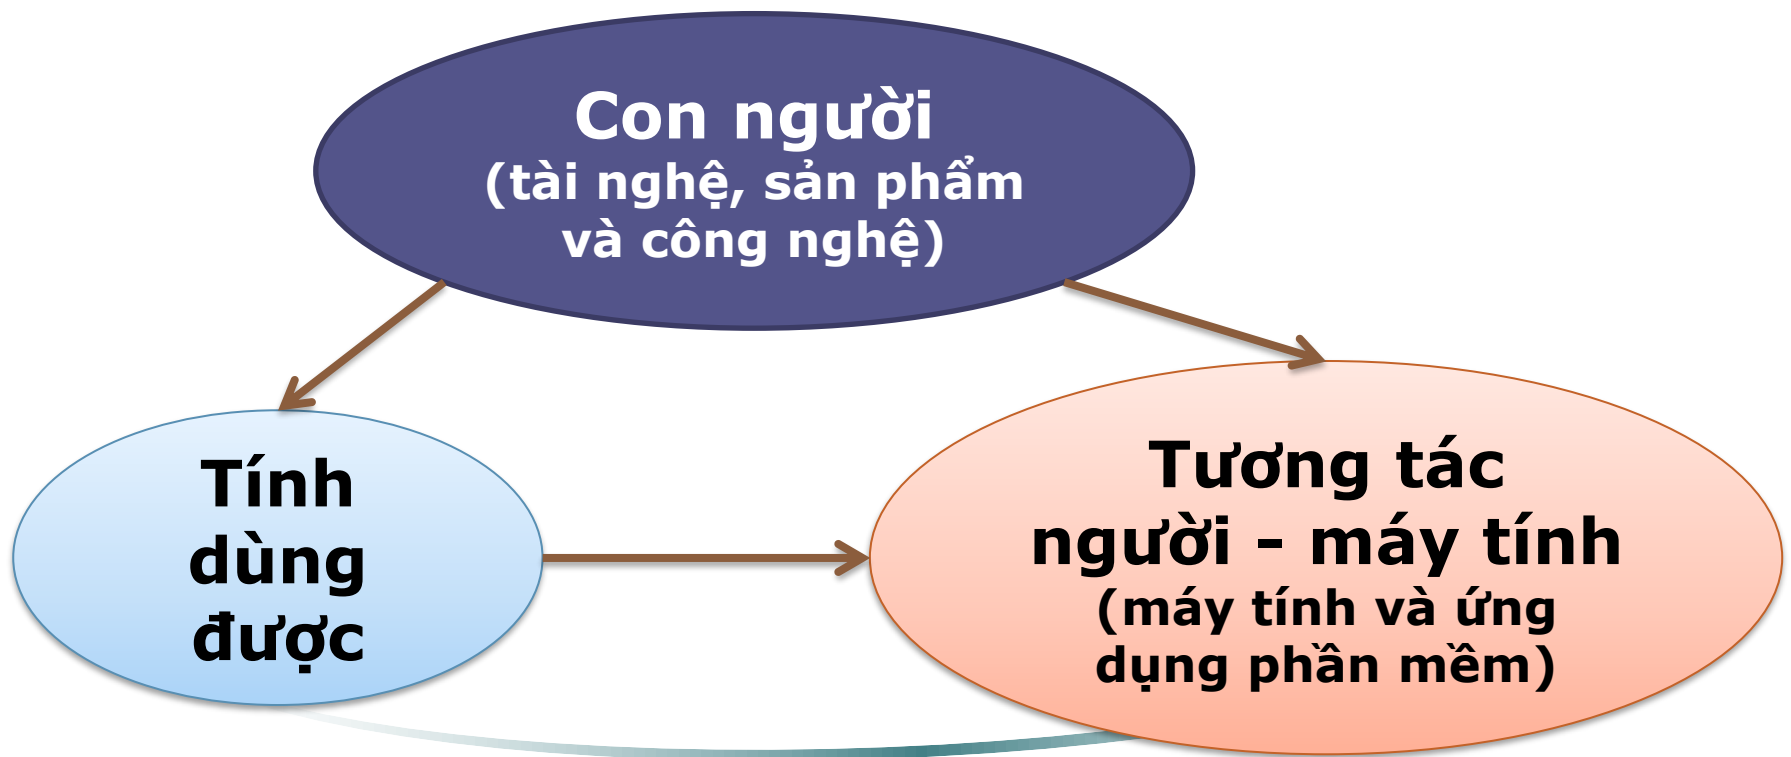 Con người
(tài nghệ, sản phẩm
và công nghệ)
Tính
dùng
được
Tương tác
người - máy tính
(máy tính và ứng
dụng phần mềm)